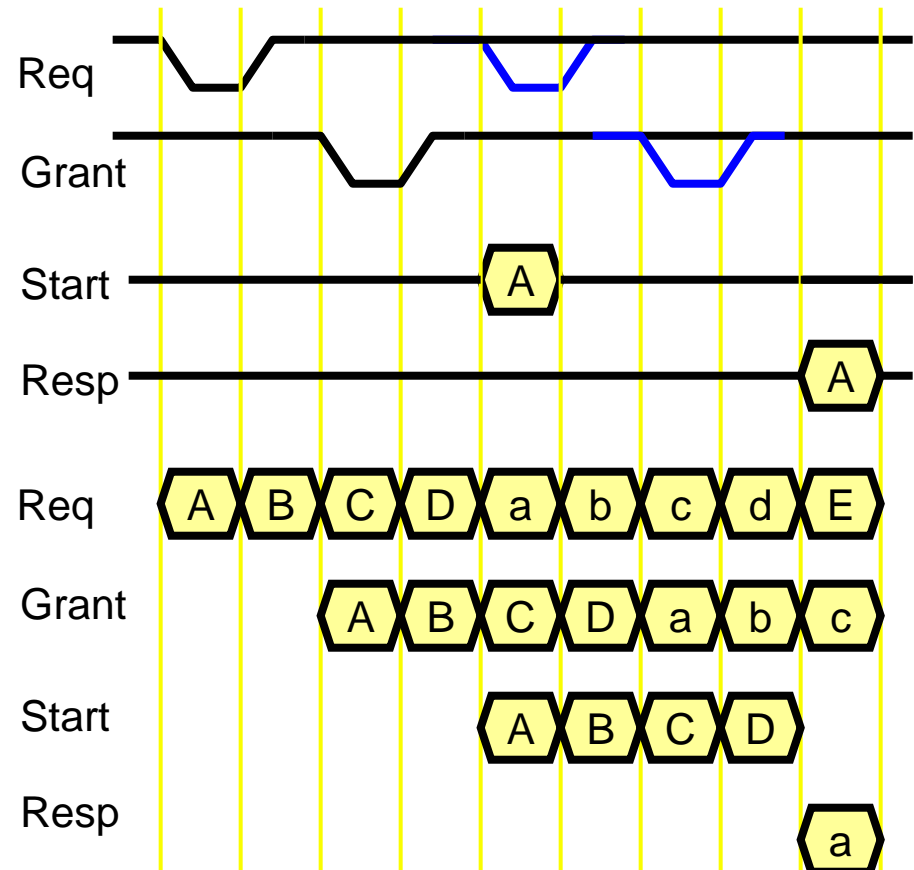 Req
Grant
Start A
Resp A
Req A B C D a b c d E
Grant A B C D a b c
Start A B C D
Resp a